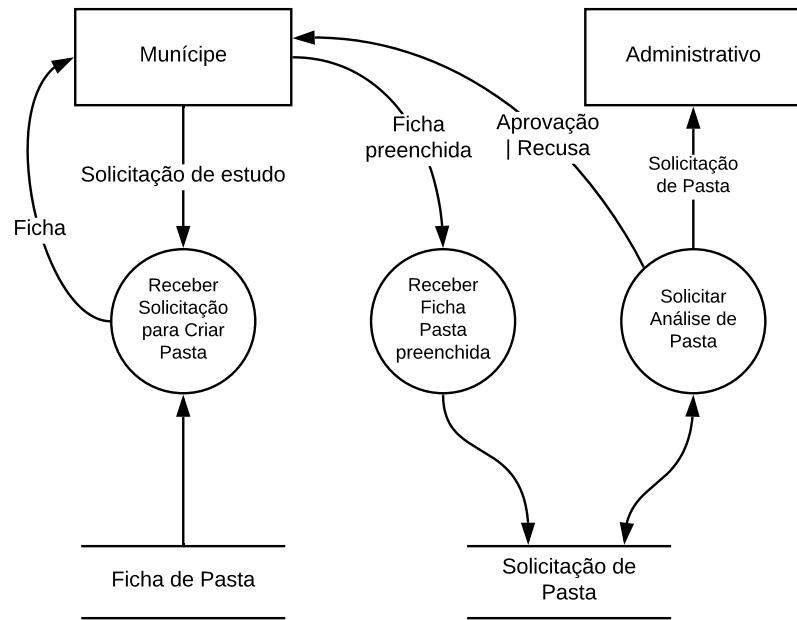 Munícipe
Administrativo
Ficha
preenchida
Aprovação
| Recusa
Solicitação de estudo
Solicitação
de Pasta
Ficha
Receber
Solicitação
para Criar
Pasta
Receber
Ficha
Pasta
preenchida
Solicitar
Análise de
Pasta
Ficha de Pasta
Solicitação de
Pasta